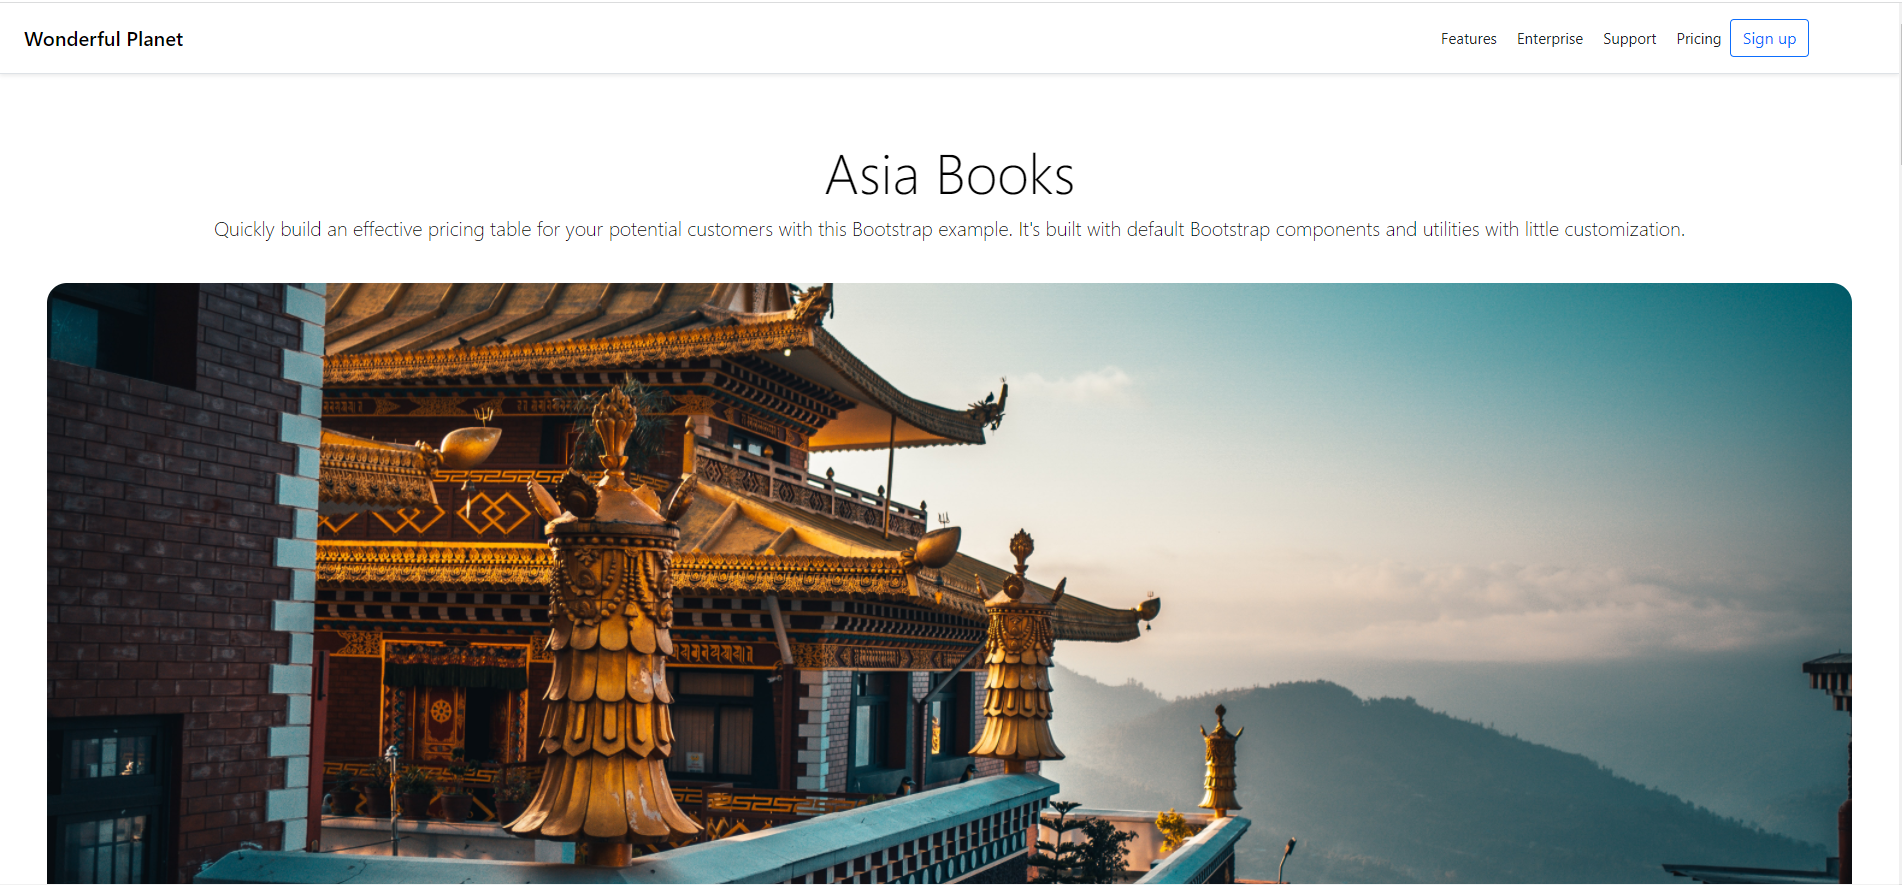 Wonderful Planet
Features Enterprise Support Pricing Sign up
Asia Books
Quickly build an effective pricing table for your potential customers with this Bootstrap example. It's built with default Bootstrap components and utilities with little customization.